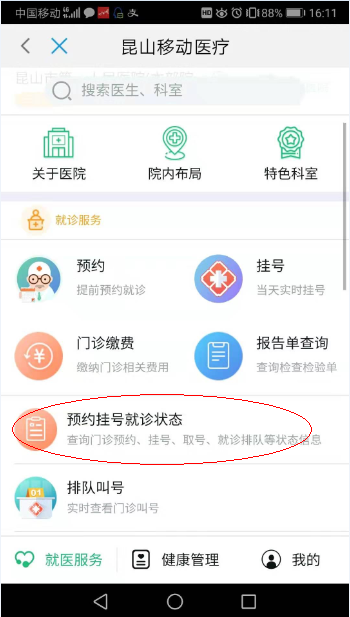 中国移动 88% 16:11
昆山移动医疗
搜索医生、科室
关于医院 院内布局 特色科室
就诊服务
预约 挂号
提前预约就诊 当天实时挂号
门诊缴费 报告单查询
缴纳门诊相关费用 查询检查检验单
预约挂号就诊状态
查询门诊预约、挂号、取号、就诊排队等状态信息
01
排队叫号
实时查看门诊叫号
就医服务 健康管理 我的